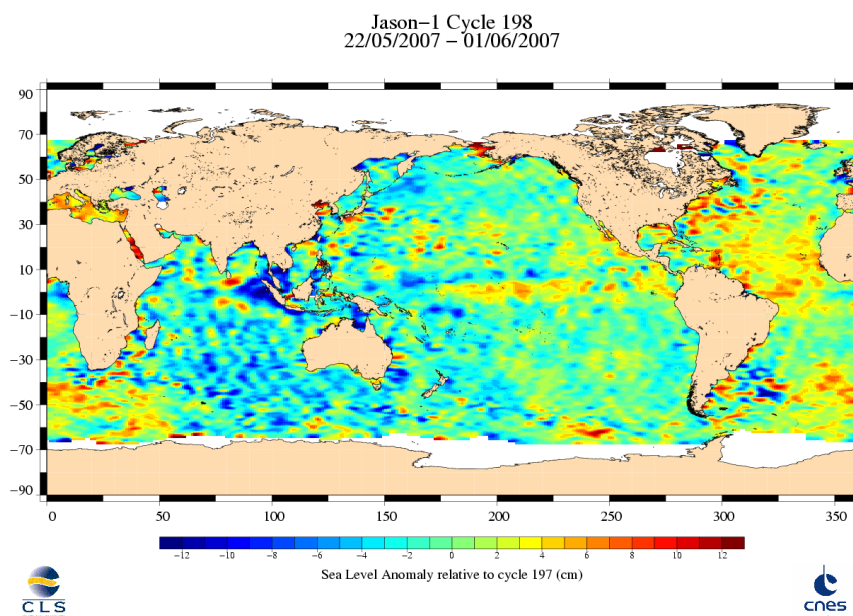 Jason−1 Cycle 198
22/05/2007 − 01/06/2007
90
70
50
30
10
−10
−30
−50
−70
−90
0 50 100 150 200 250 300 350
−12 −10 −8 −6 −4 −2 0 2 4 6 8 10 12
Sea Level Anomaly relative to cycle 197 (cm)
CLS
cnes